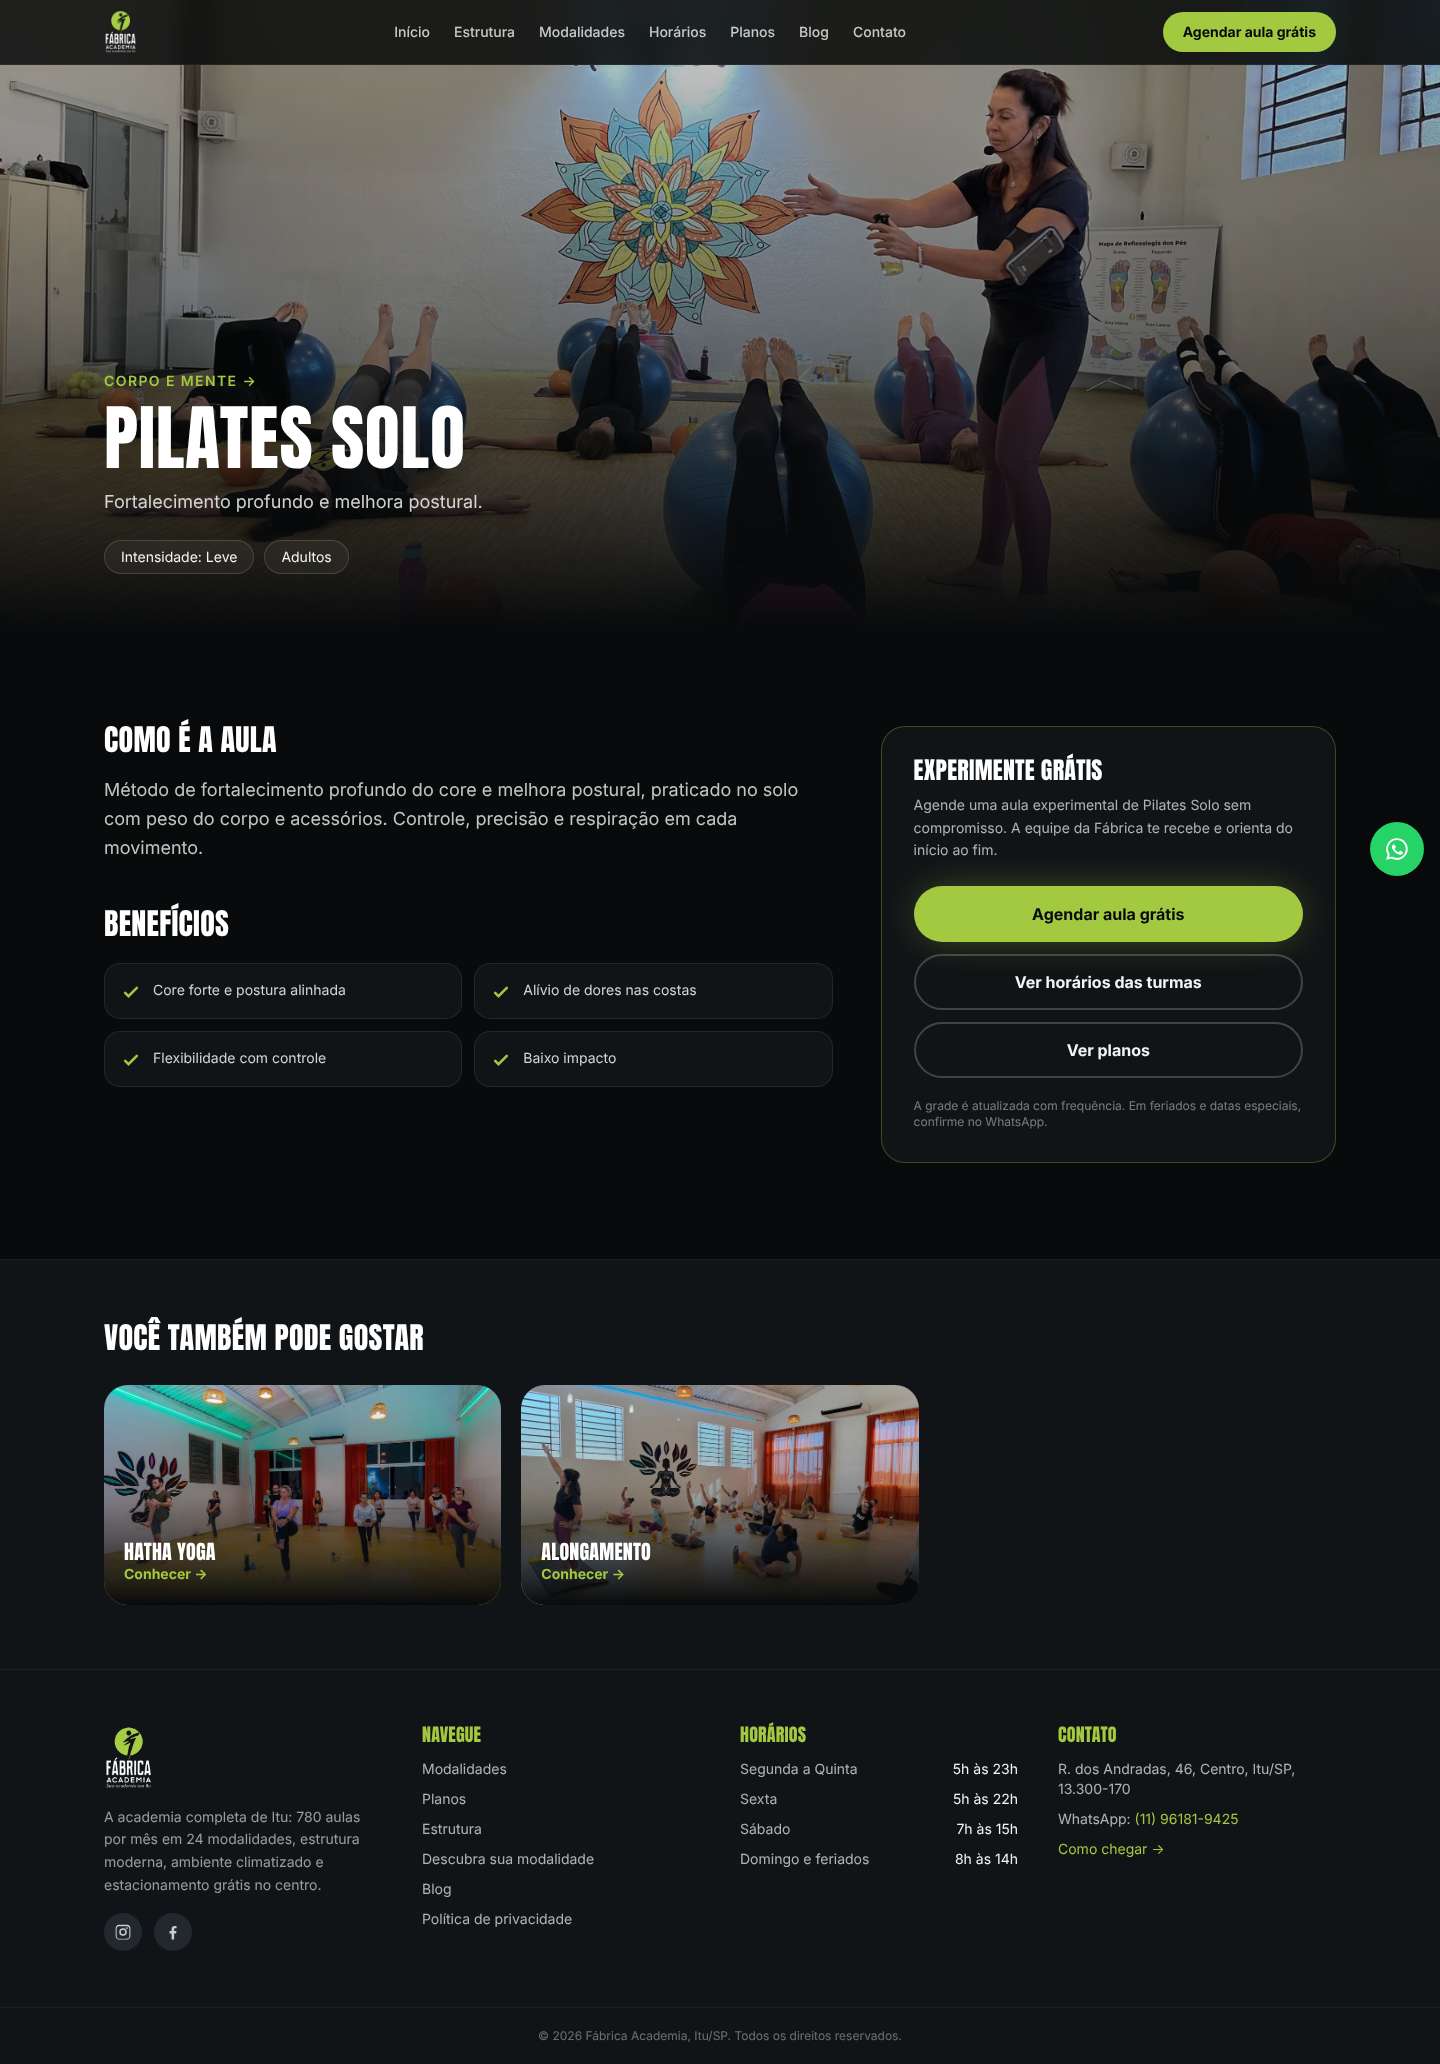 FÁBRICA
ACADEMIA
Início
Estrutura
Modalidades
Horários
Planos
Blog
Contato
Agendar aula grátis
Mapa de Reflexologia dos Pés
CORPO E MENTE →
PILATES SOLO
Fortalecimento profundo e melhora postural.
Intensidade: Leve
Adultos
COMO É A AULA
Método de fortalecimento profundo do core e melhora postural, praticado no solo
com peso do corpo e acessórios. Controle, precisão e respiração em cada
movimento.
BENEFÍCIOS
Core forte e postura alinhada
Alívio de dores nas costas
Flexibilidade com controle
Baixo impacto
EXPERIMENTE GRÁTIS
Agende uma aula experimental de Pilates Solo sem
compromisso. A equipe da Fábrica te recebe e orienta do
início ao fim.
Agendar aula grátis
Ver horários das turmas
Ver planos
A grade é atualizada com frequência. Em feriados e datas especiais,
confirme no WhatsApp.
VOCÊ TAMBÉM PODE GOSTAR
HATHA YOGA
Conhecer →
ALONGAMENTO
Conhecer →
FÁBRICA
ACADEMIA
A academia completa de Itu: 780 aulas
por mês em 24 modalidades, estrutura
moderna, ambiente climatizado e
estacionamento grátis no centro.
NAVEGUE
Modalidades
Planos
Estrutura
Descubra sua modalidade
Blog
Política de privacidade
HORÁRIOS
Segunda a Quinta 5h às 23h
Sexta 5h às 22h
Sábado 7h às 15h
Domingo e feriados 8h às 14h
CONTATO
R. dos Andradas, 46, Centro, Itu/SP,
13.300-170
WhatsApp: (11) 96181-9425
Como chegar →
© 2026 Fábrica Academia, Itu/SP. Todos os direitos reservados.